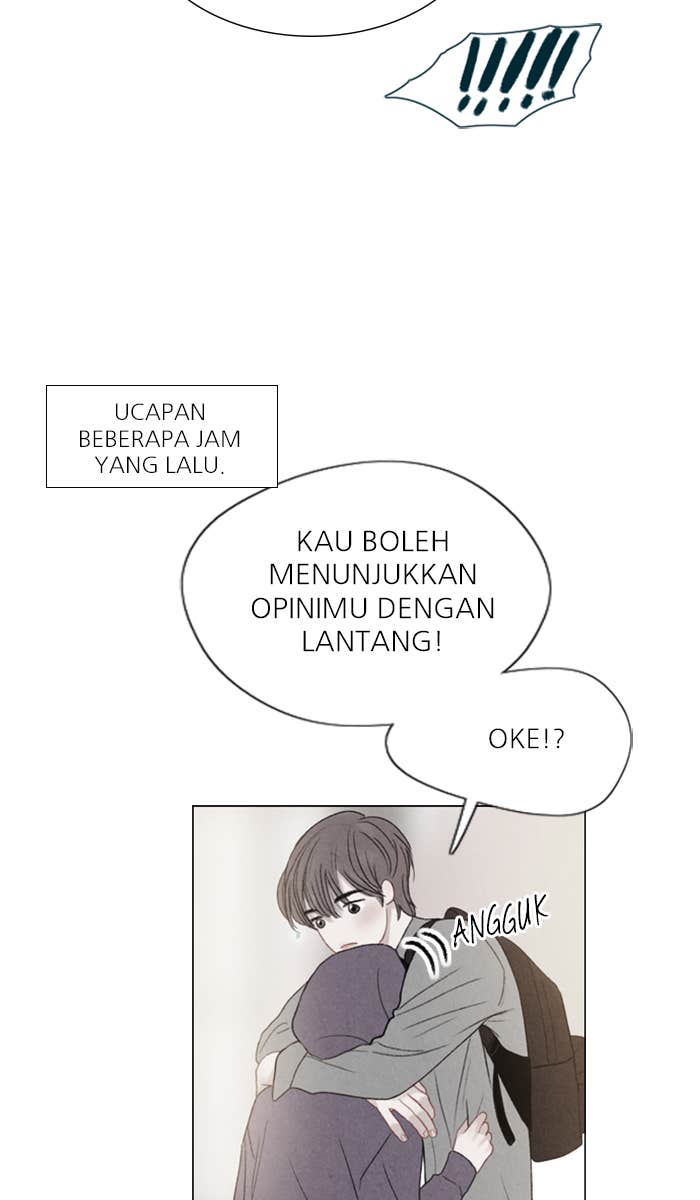 !!!!!
UCAPAN
BEBERAPA JAM
YANG LALU.
KAU BOLEH
MENUNJUKKAN
OPINIMU DENGAN
LANTANG!
OKE!?
ANGGUK